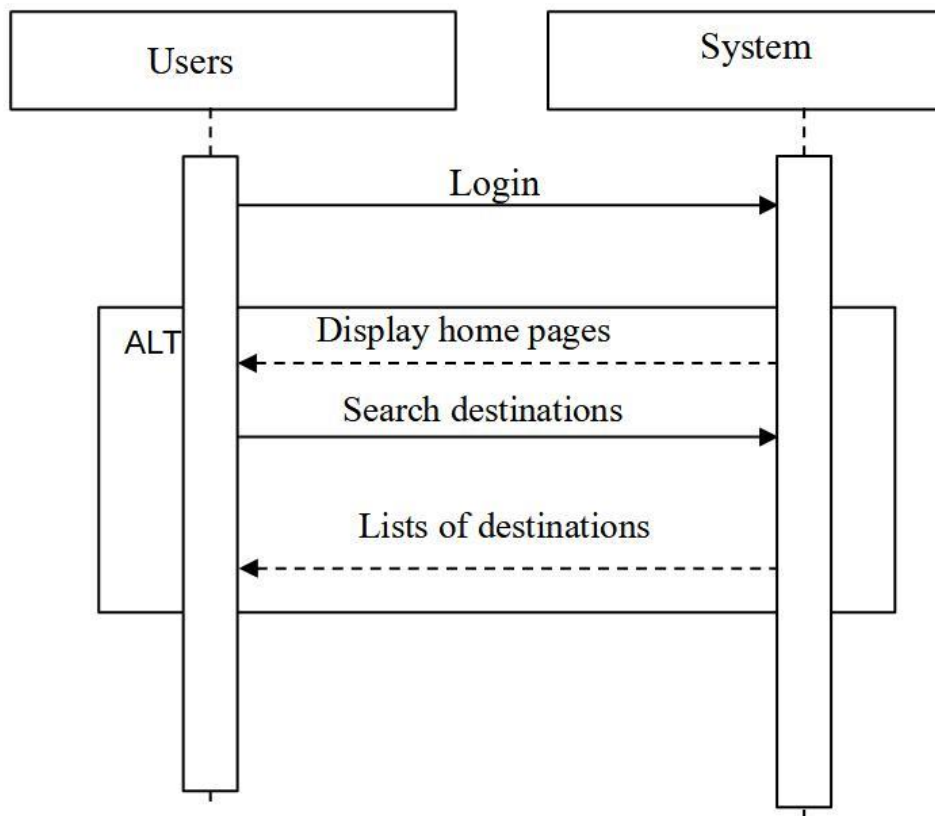 Users
System
Login
ALT
Display home pages
Search destinations
Lists of destinations